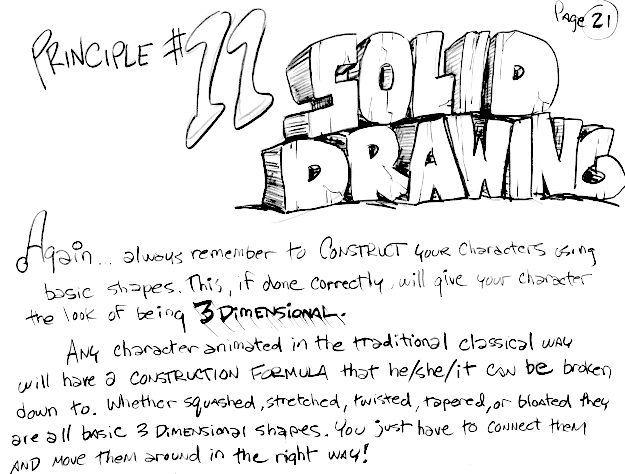 Page 21
PRINCIPLE #11
SOLID
DRAWING
Again... always remember to CONSTRUCT your characters using
basic shapes. This, if done correctly, will give your character
the look of being 3 DIMENSIONAL.
ANY character animated in the traditional classical WAY
will have a CONSTRUCTION FORMULA that he/she/it CAN be broken
down to. Whether squashed, stretched, twisted, tapered, or bloated they
are all basic 3 Dimensional shapes. You just have to connect them
AND move them around in the right way!